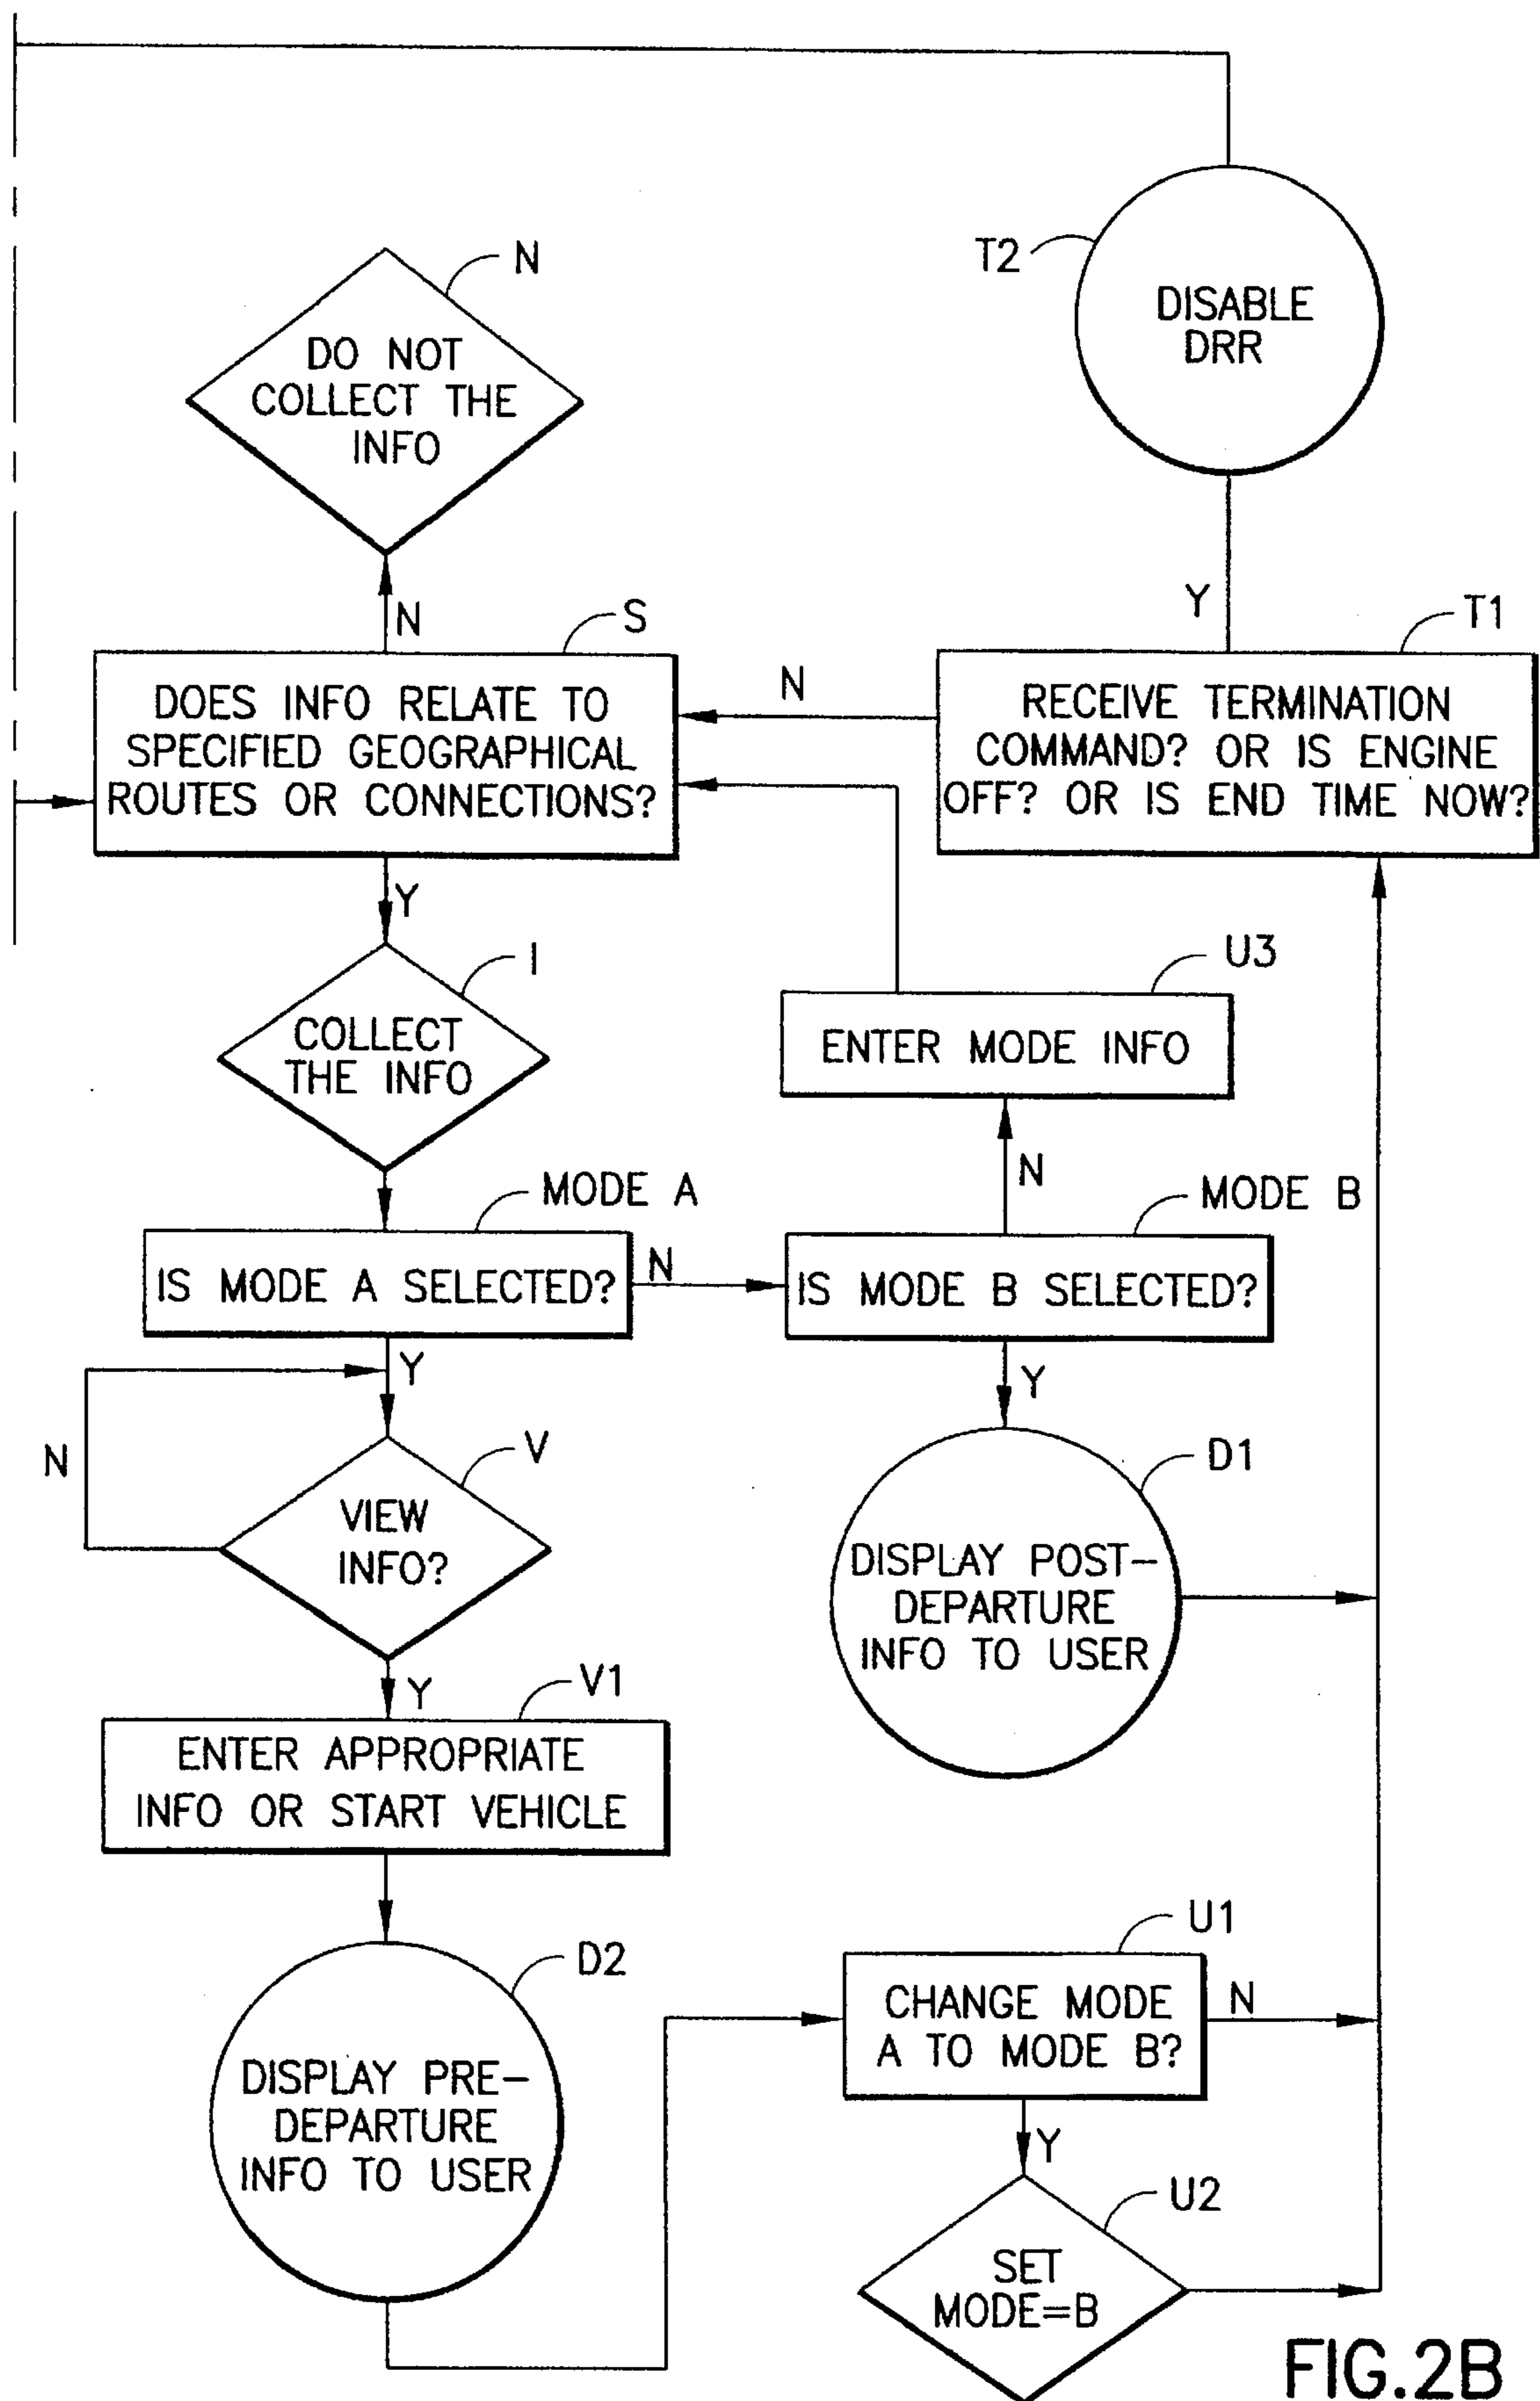 N
DO NOT
COLLECT THE
INFO
T2
DISABLE
DRR
N
Y
S
DOES INFO RELATE TO
SPECIFIED GEOGRAPHICAL
ROUTES OR CONNECTIONS?
N
T1
RECEIVE TERMINATION
COMMAND? OR IS ENGINE
OFF? OR IS END TIME NOW?
Y
I
COLLECT
THE INFO
U3
ENTER MODE INFO
N
MODE A
IS MODE A SELECTED?
N
MODE B
IS MODE B SELECTED?
Y
Y
N
V
VIEW
INFO?
D1
DISPLAY POST-
DEPARTURE
INFO TO USER
Y
V1
ENTER APPROPRIATE
INFO OR START VEHICLE
D2
DISPLAY PRE-
DEPARTURE
INFO TO USER
U1
CHANGE MODE
A TO MODE B?
N
Y
U2
SET
MODE=B
FIG.2B